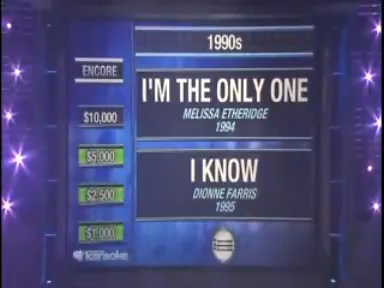 1990s
ENCORE
I'M THE ONLY ONE
MELISSA ETHERIDGE
1994
$10,000
$5,000
I KNOW
DIONNE FARRIS
1995
$2,500
$1,000
karaoke